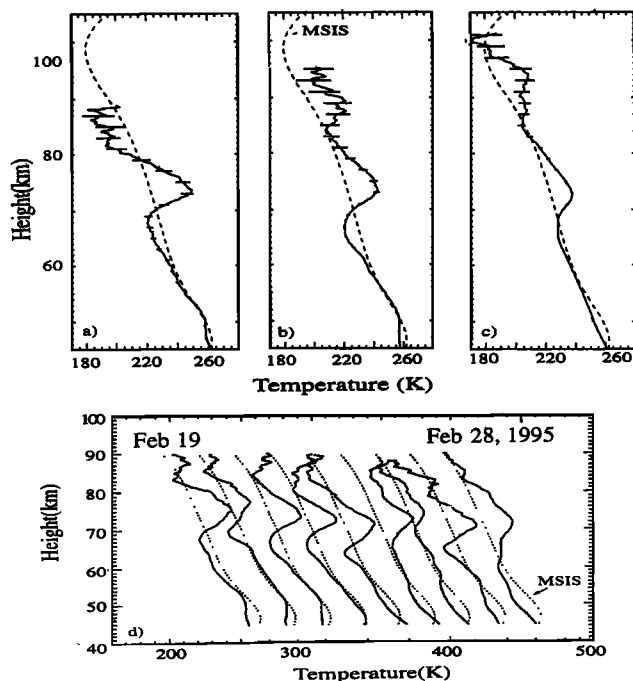 100
80
60
Height(km)
MSIS
a)
b)
c)
180 220 260 180 220 260 180 220 260
Temperature (K)
100
90
80
70
60
50
40
Height(km)
Feb 19
Feb 28, 1995
MSIS
d)
200 300 400 500
Temperature(K)